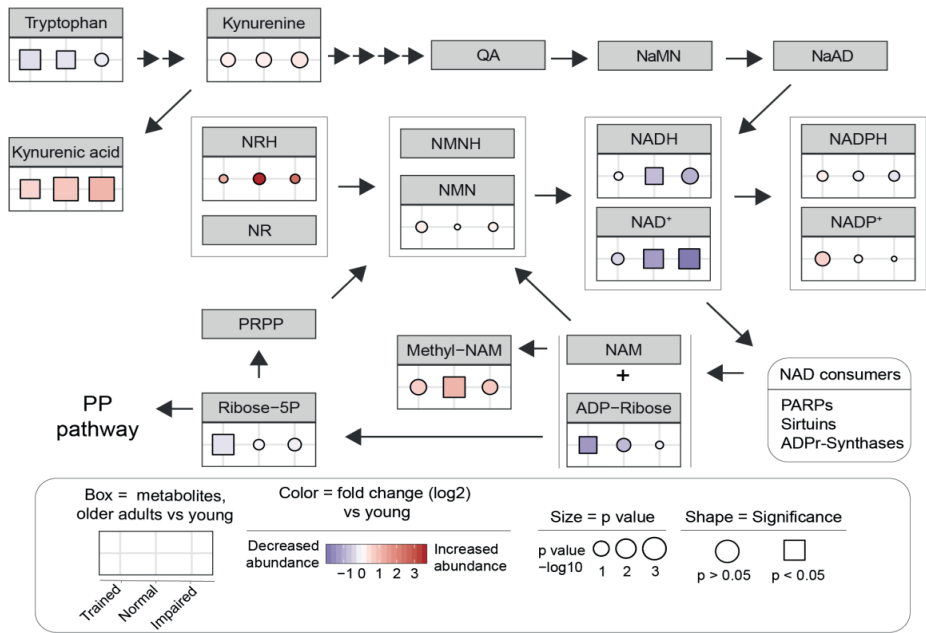 Tryptophan
Kynurenine
QA
NaMN
NaAD
Kynurenic acid
NRH
NR
NMNH
NMN
NADH
NAD+
NADPH
NADP+
PRPP
Methyl−NAM
NAM
+
ADP−Ribose
NAD consumers
PARPs
Sirtuins
ADPr-Synthases
PP
pathway
Ribose−5P
Box = metabolites,
older adults vs young
Trained
Normal
Impaired
Color = fold change (log2)
vs young
Decreased
abundance
−1 0 1 2 3
Increased
abundance
Size = p value
p value
−log10
1 2 3
Shape = Significance
p > 0.05
p < 0.05